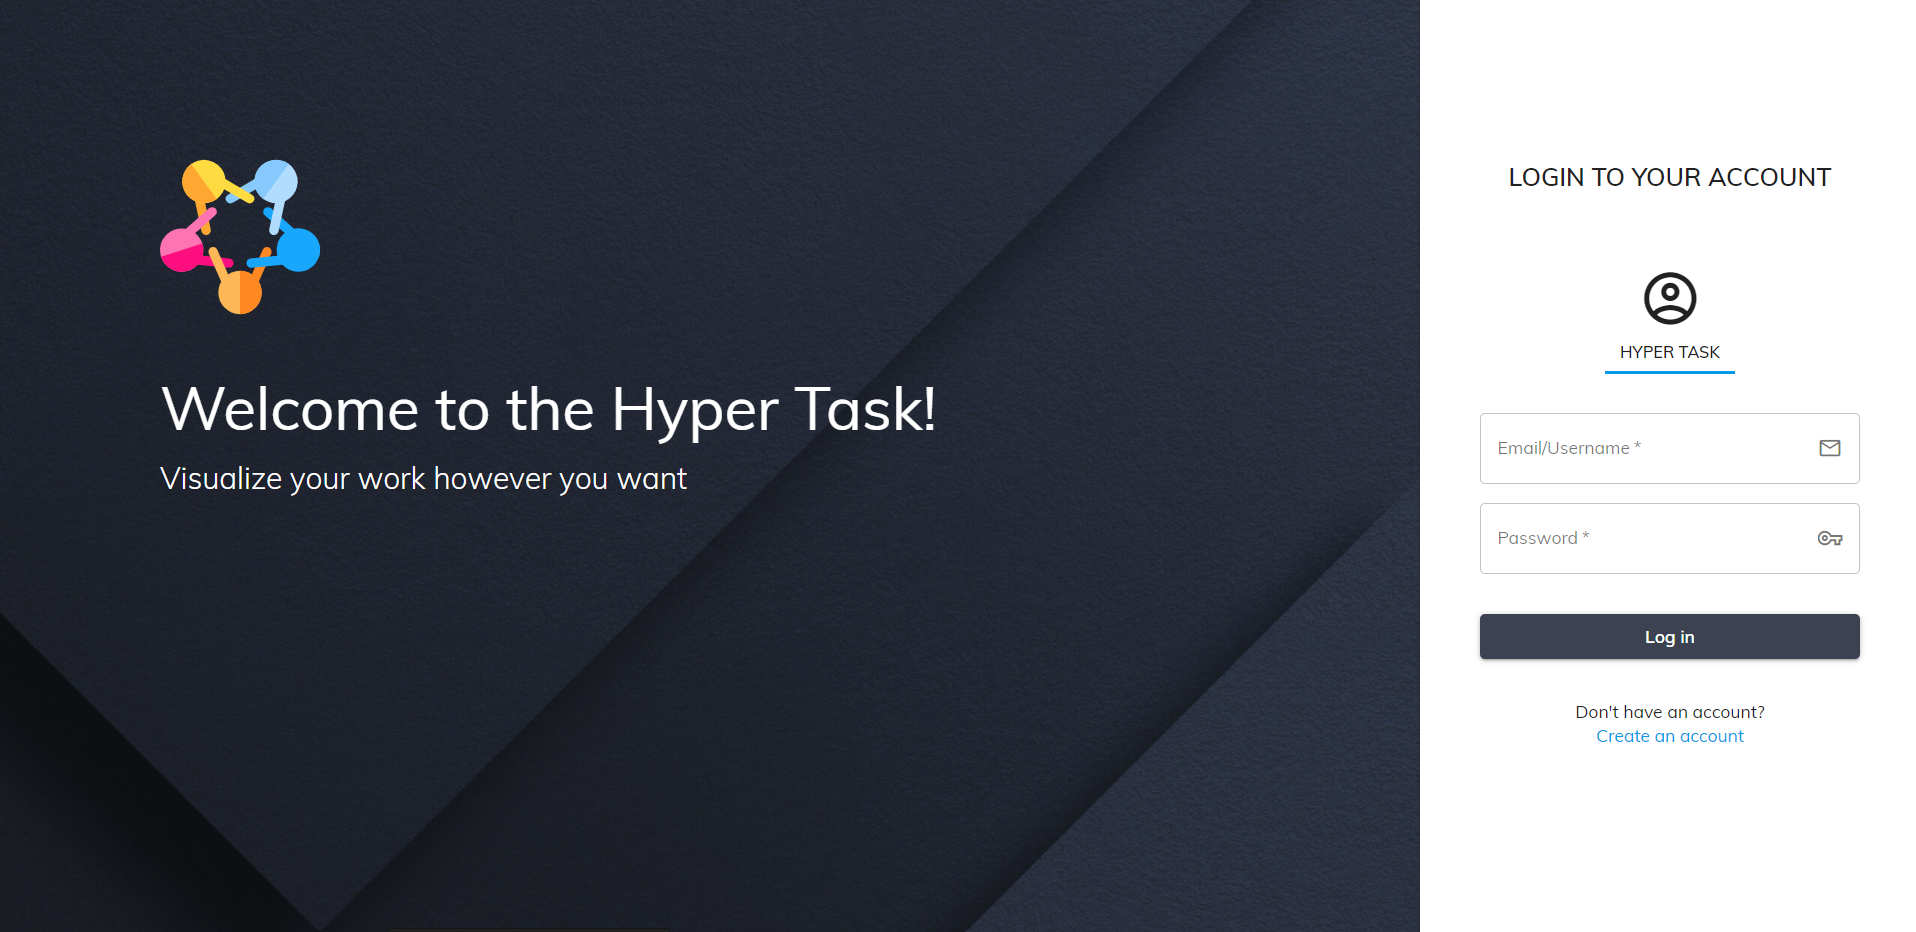 Welcome to the Hyper Task!
Visualize your work however you want
LOGIN TO YOUR ACCOUNT
HYPER TASK
Email/Username *
Password *
Log in
Don't have an account?
Create an account